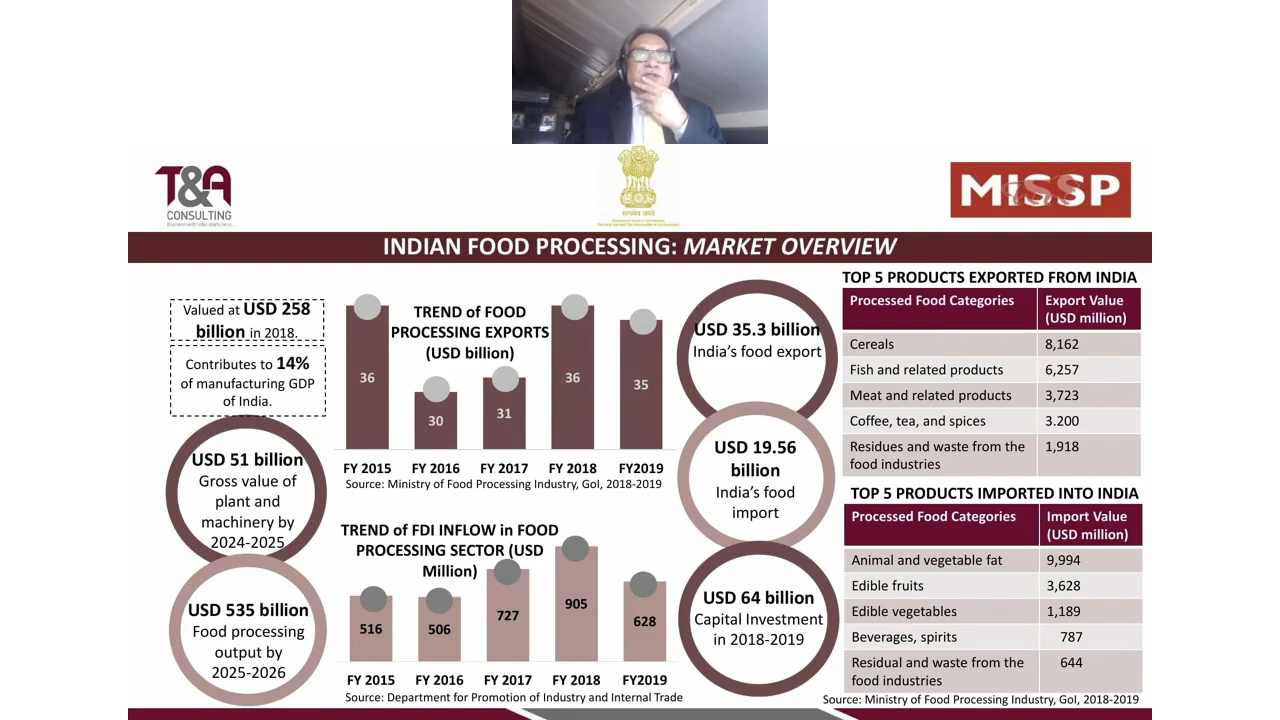 T&A
CONSULTING
Business with India starts here...
सत्यमेव जयते
MISSP
INDIAN FOOD PROCESSING: MARKET OVERVIEW
Valued at USD 258
billion in 2018.
Contributes to 14%
of manufacturing GDP
of India.
USD 51 billion
Gross value of
plant and
machinery by
2024-2025
USD 535 billion
Food processing
output by
2025-2026
TREND of FOOD
PROCESSING EXPORTS
(USD billion)
36
30
31
36
35
FY 2015
FY 2016
FY 2017
FY 2018
FY2019
Source: Ministry of Food Processing Industry, GoI, 2018-2019
TREND of FDI INFLOW in FOOD
PROCESSING SECTOR (USD
Million)
516
506
727
905
628
FY 2015
FY 2016
FY 2017
FY 2018
FY2019
Source: Department for Promotion of Industry and Internal Trade
USD 35.3 billion
India's food export
USD 19.56
billion
India's food
import
USD 64 billion
Capital Investment
in 2018-2019
TOP 5 PRODUCTS EXPORTED FROM INDIA
Processed Food Categories Export Value
(USD million)
Cereals 8,162
Fish and related products 6,257
Meat and related products 3,723
Coffee, tea, and spices 3.200
Residues and waste from the 1,918
food industries
TOP 5 PRODUCTS IMPORTED INTO INDIA
Processed Food Categories Import Value
(USD million)
Animal and vegetable fat 9,994
Edible fruits 3,628
Edible vegetables 1,189
Beverages, spirits 787
Residual and waste from the 644
food industries
Source: Ministry of Food Processing Industry, GoI, 2018-2019